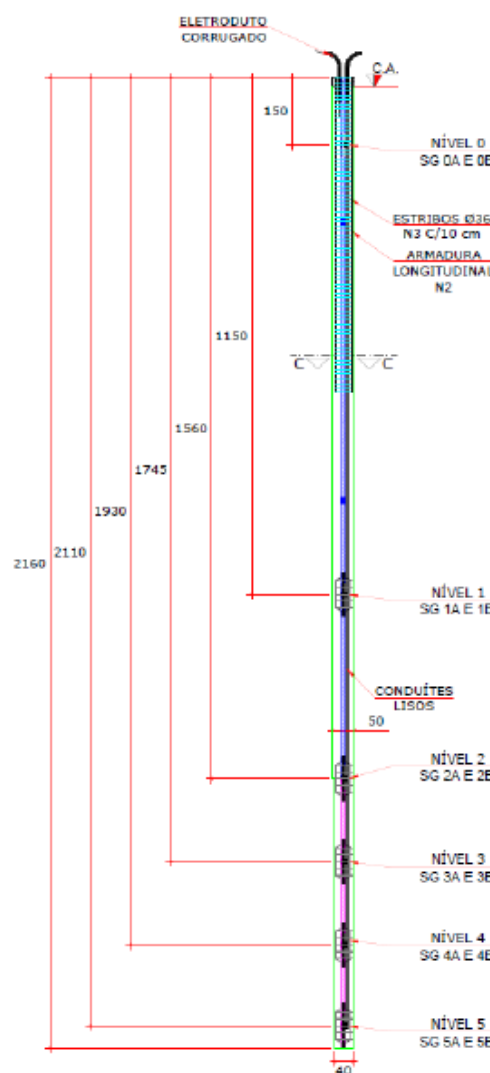 ELETRODUTO
CORRUGADO
C.A.
150
NÍVEL 0
SG 0A E 0B
ESTRIBOS Ø36
N3 C/10 cm
ARMADURA
LONGITUDINAL
N2
1150
C
C
1560
1745
1930
2110
2160
NÍVEL 1
SG 1A E 1B
CONDUÍTES
LISOS
50
NÍVEL 2
SG 2A E 2B
NÍVEL 3
SG 3A E 3B
NÍVEL 4
SG 4A E 4B
NÍVEL 5
SG 5A E 5B
40